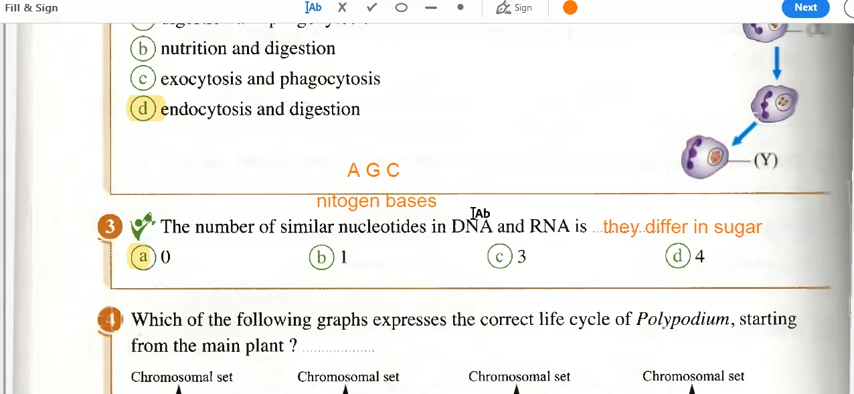 Fill & Sign
Ab
Sign
Next
b nutrition and digestion
c exocytosis and phagocytosis
d endocytosis and digestion
(Y)
A G C
nitogen bases
Ab
3 The number of similar nucleotides in DNA and RNA is ... they differ in sugar
a 0 b 1 c 3 d 4
4 Which of the following graphs expresses the correct life cycle of Polypodium, starting
from the main plant ? ....................
Chromosomal set Chromosomal set Chromosomal set Chromosomal set